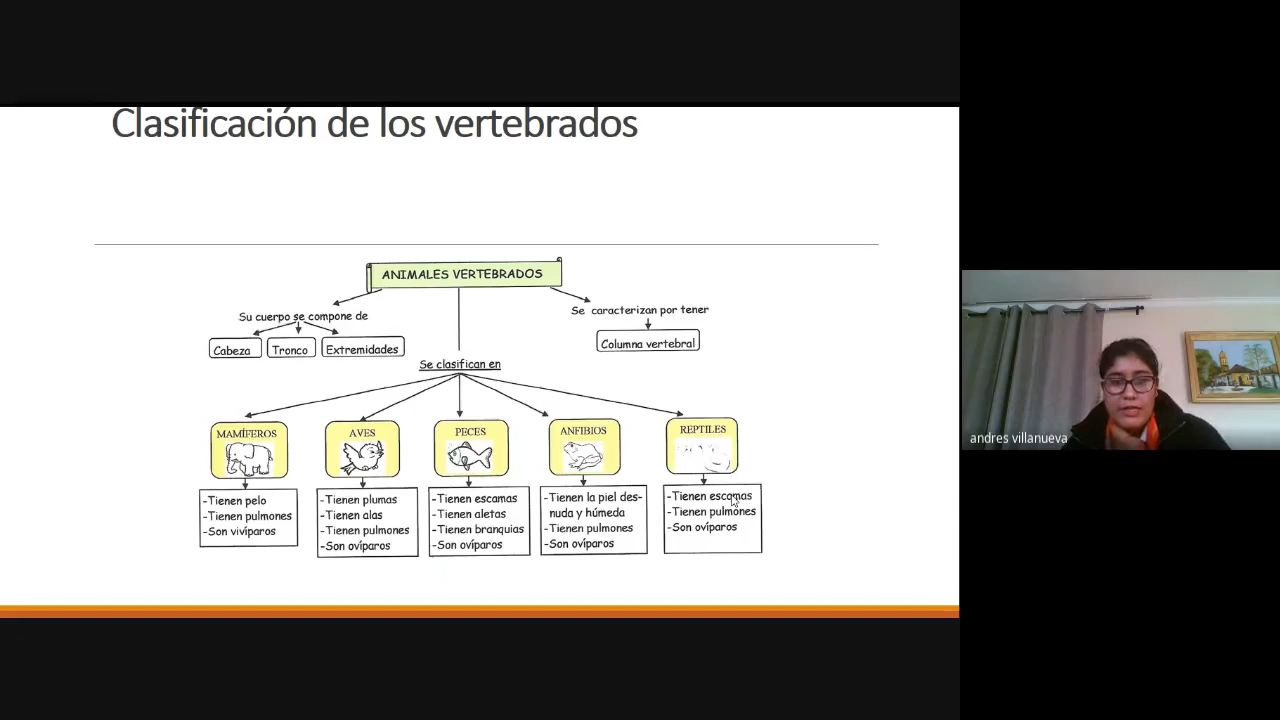 Clasificación de los vertebrados
ANIMALES VERTEBRADOS
Su cuerpo se compone de
Se caracterizan por tener
Cabeza
Tronco
Extremidades
Columna vertebral
Se clasifican en
MAMÍFEROS
-Tienen pelo
-Tienen pulmones
-Son vivíparos
AVES
-Tienen plumas
-Tienen alas
-Tienen pulmones
-Son ovíparos
PECES
-Tienen escamas
-Tienen aletas
-Tienen branquias
-Son ovíparos
ANFIBIOS
-Tienen la piel des-
nuda y húmeda
-Tienen pulmones
-Son ovíparos
REPTILES
-Tienen escamas
-Tienen pulmones
-Son ovíparos
andres villanueva